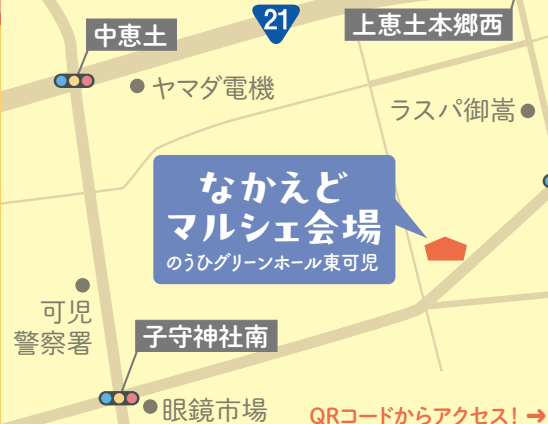 21
中恵土
上恵土本郷西
ヤマダ電機
ラスパ御嵩
なかえど
マルシェ会場
のうひグリーンホール東可児
可児
警察署
子守神社南
眼鏡市場
QRコードからアクセス！→